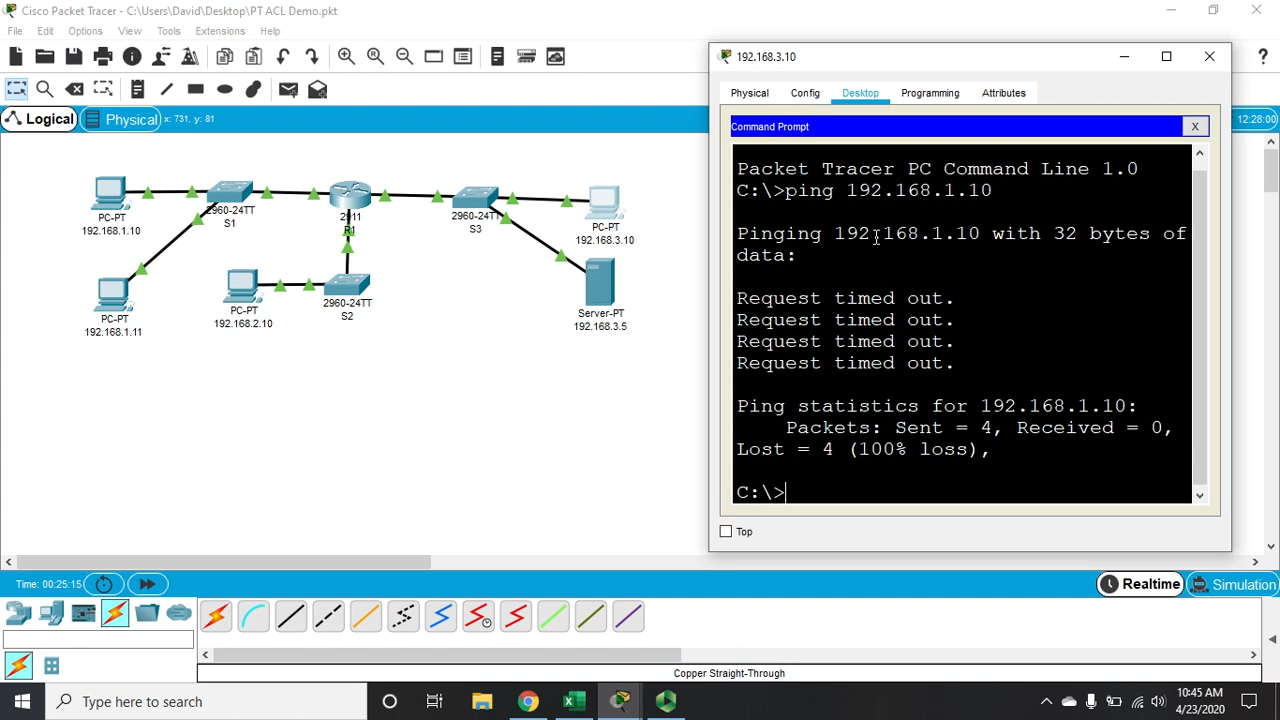 Cisco Packet Tracer - C:\Users\David\Desktop\PT ACL Demo.pkt
File Edit Options View Tools Extensions Help
Logical Physical x: 731, y: 81
12:28:00
PC-PT
192.168.1.10
2960-24TT
S1
2911
R1
2960-24TT
S3
PC-PT
192.168.3.10
PC-PT
192.168.1.11
PC-PT
192.168.2.10
2960-24TT
S2
Server-PT
192.168.3.5
192.168.3.10
Physical Config Desktop Programming Attributes
Command Prompt X
Packet Tracer PC Command Line 1.0
C:\>ping 192.168.1.10
Pinging 192.168.1.10 with 32 bytes of
data:
Request timed out.
Request timed out.
Request timed out.
Request timed out.
Ping statistics for 192.168.1.10:
Packets: Sent = 4, Received = 0,
Lost = 4 (100% loss),
C:\>
Top
Time: 00:25:15
Realtime Simulation
Copper Straight-Through
Type here to search
10:45 AM
4/23/2020